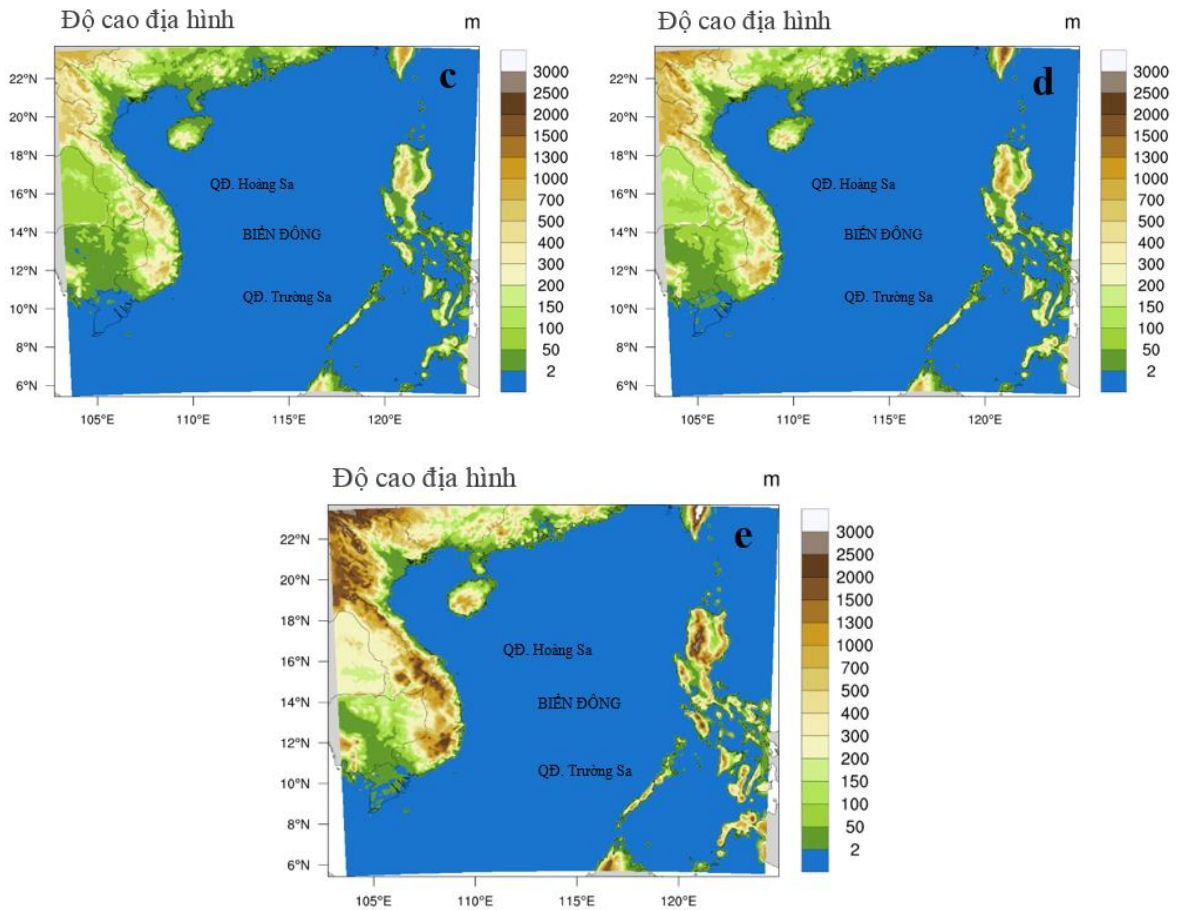 Độ cao địa hình m
c
22°N
20°N
18°N
16°N
14°N
12°N
10°N
8°N
6°N
QĐ. Hoàng Sa
BIỂN ĐÔNG
QĐ. Trường Sa
105°E 110°E 115°E 120°E
3000
2500
2000
1500
1300
1000
700
500
400
300
200
150
100
50
2
Độ cao địa hình m
d
22°N
20°N
18°N
16°N
14°N
12°N
10°N
8°N
6°N
QĐ. Hoàng Sa
BIỂN ĐÔNG
QĐ. Trường Sa
105°E 110°E 115°E 120°E
3000
2500
2000
1500
1300
1000
700
500
400
300
200
150
100
50
2
Độ cao địa hình m
e
22°N
20°N
18°N
16°N
14°N
12°N
10°N
8°N
6°N
QĐ. Hoàng Sa
BIỂN ĐÔNG
QĐ. Trường Sa
105°E 110°E 115°E 120°E
3000
2500
2000
1500
1300
1000
700
500
400
300
200
150
100
50
2